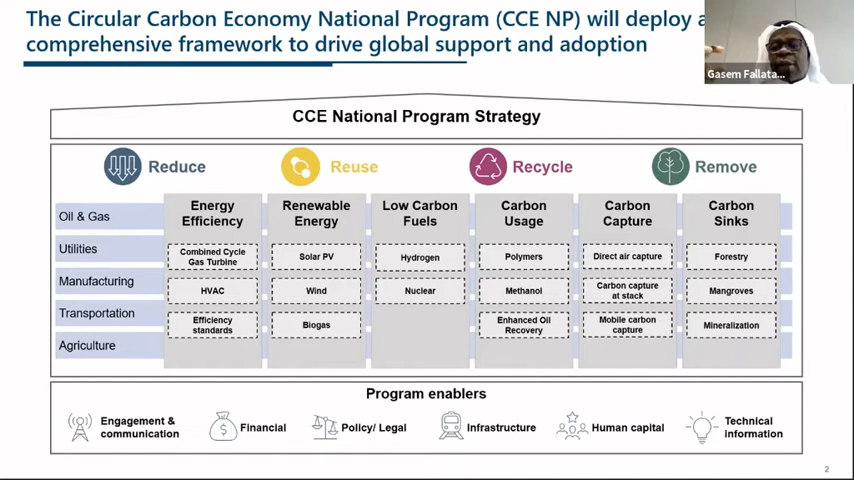 The Circular Carbon Economy National Program (CCE NP) will deploy a
comprehensive framework to drive global support and adoption
Gasem Fallata...
CCE National Program Strategy
Reduce
Reuse
Recycle
Remove
Oil & Gas
Utilities
Manufacturing
Transportation
Agriculture
Energy
Efficiency
Combined Cycle
Gas Turbine
HVAC
Efficiency
standards
Renewable
Energy
Solar PV
Wind
Biogas
Low Carbon
Fuels
Hydrogen
Nuclear
Carbon
Usage
Polymers
Methanol
Enhanced Oil
Recovery
Carbon
Capture
Direct air capture
Carbon capture
at stack
Mobile carbon
capture
Carbon
Sinks
Forestry
Mangroves
Mineralization
Program enablers
Engagement &
communication
Financial
Policy/ Legal
Infrastructure
Human capital
Technical
information
2